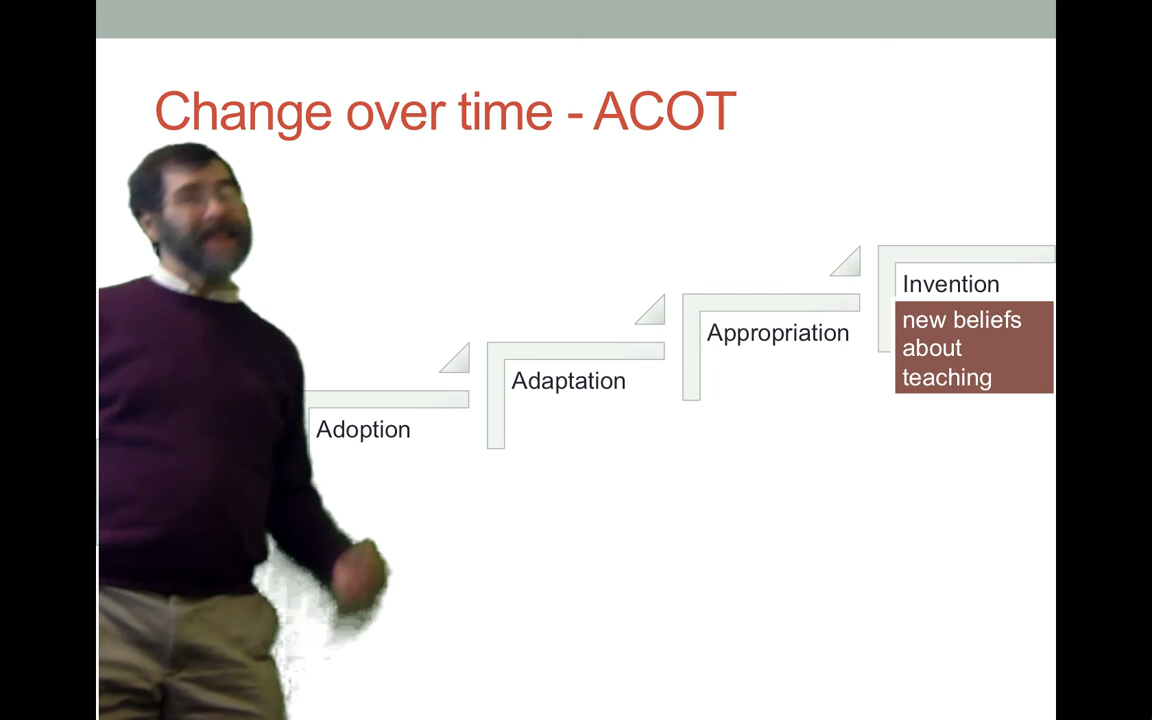 Change over time - ACOT
Adoption
Adaptation
Appropriation
Invention
new beliefs
about
teaching